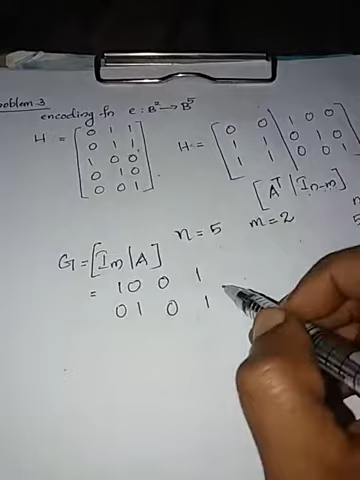 roblem.3
encoding fn e: B² → B⁵
H = [0 1 1
0 1 1
1 0 0
0 1 0
0 0 1]
H = [0 0 | 1 0 0
1 1 | 0 1 0
1 1 | 0 0 1]
[Aᵀ | In-m]
n = 5 m = 2
5
G = [Im | A]
= 1 0 0 1
0 1 0 1